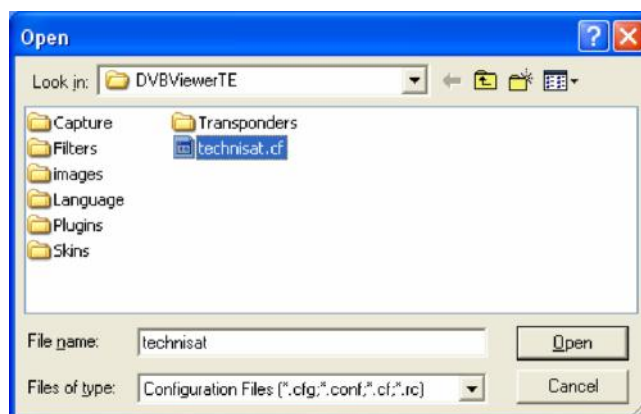 Open
Look in: DVBViewerTE
Capture
Filters
images
Language
Plugins
Skins
Transponders
technisat.cf
File name: technisat Open
Files of type: Configuration Files (*.cfg;*.conf;*.cf;*.rc) Cancel